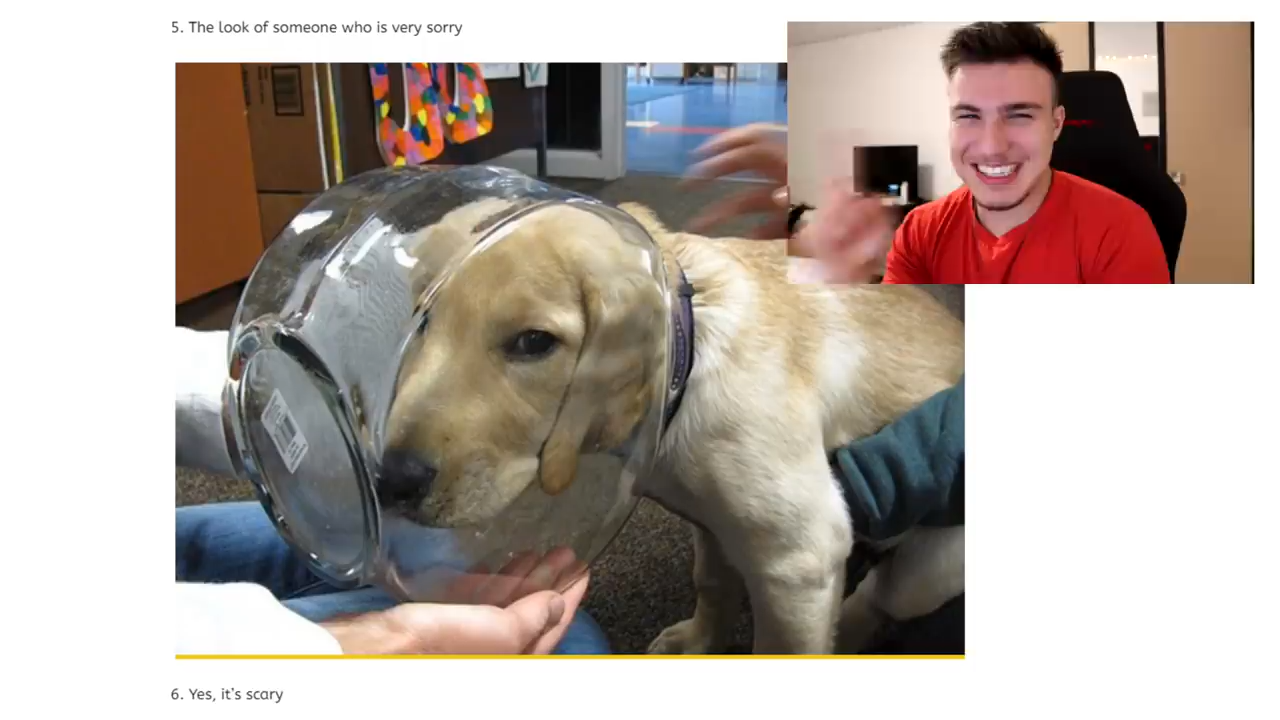 5. The look of someone who is very sorry
6. Yes, it's scary